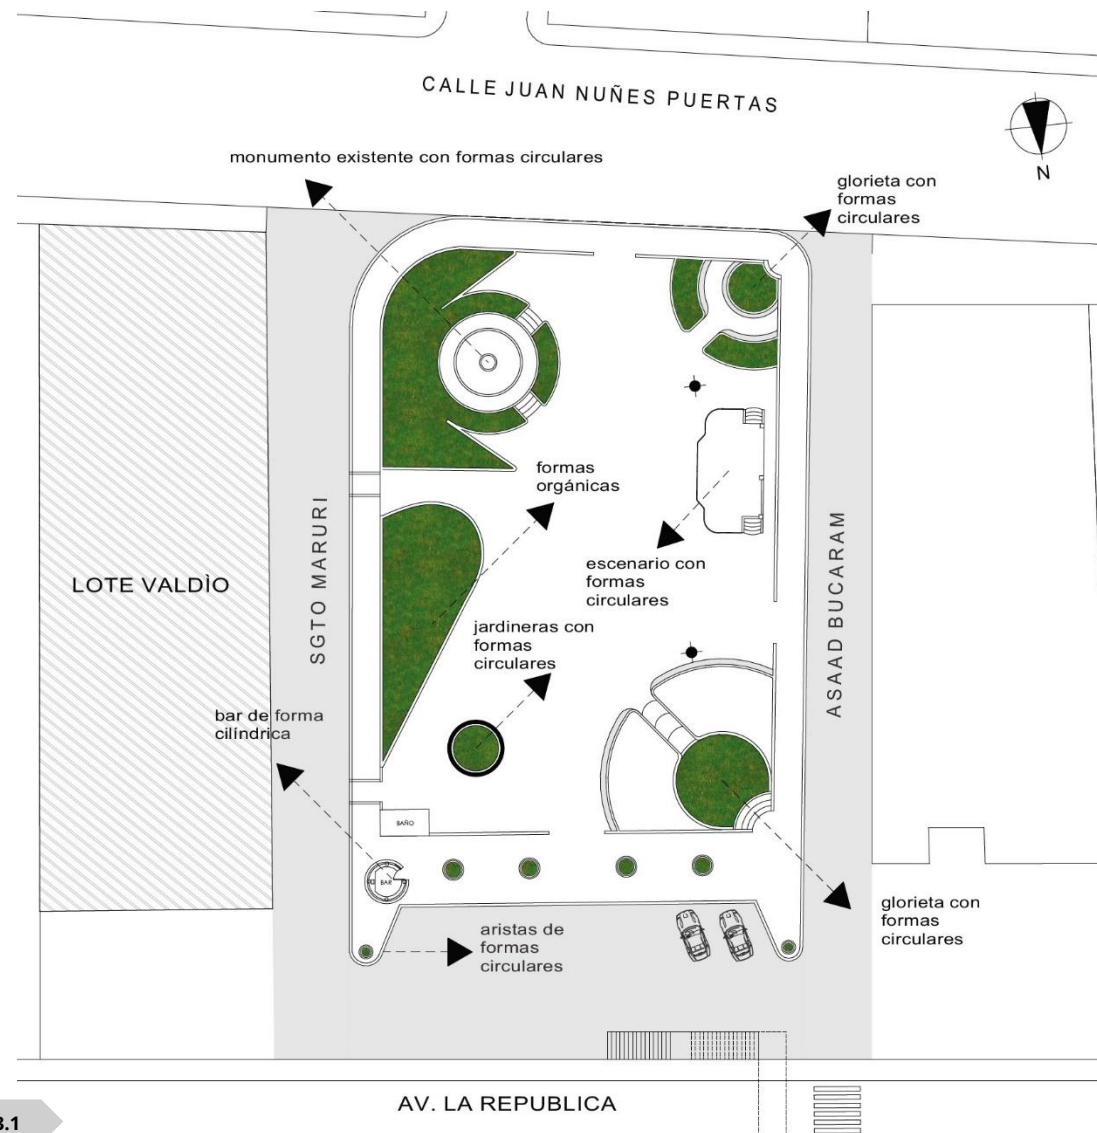 CALLE JUAN NUÑES PUERTAS
N
monumento existente con formas circulares
glorieta con
formas
circulares
formas
orgánicas
SGTO MARURI
LOTE VALDÌO
escenario con
formas
circulares
ASAAD BUCARAM
jardineras con
formas
circulares
bar de forma
cilíndrica
BAÑO
BAR
glorieta con
formas
circulares
aristas de
formas
circulares
AV. LA REPUBLICA
3.1